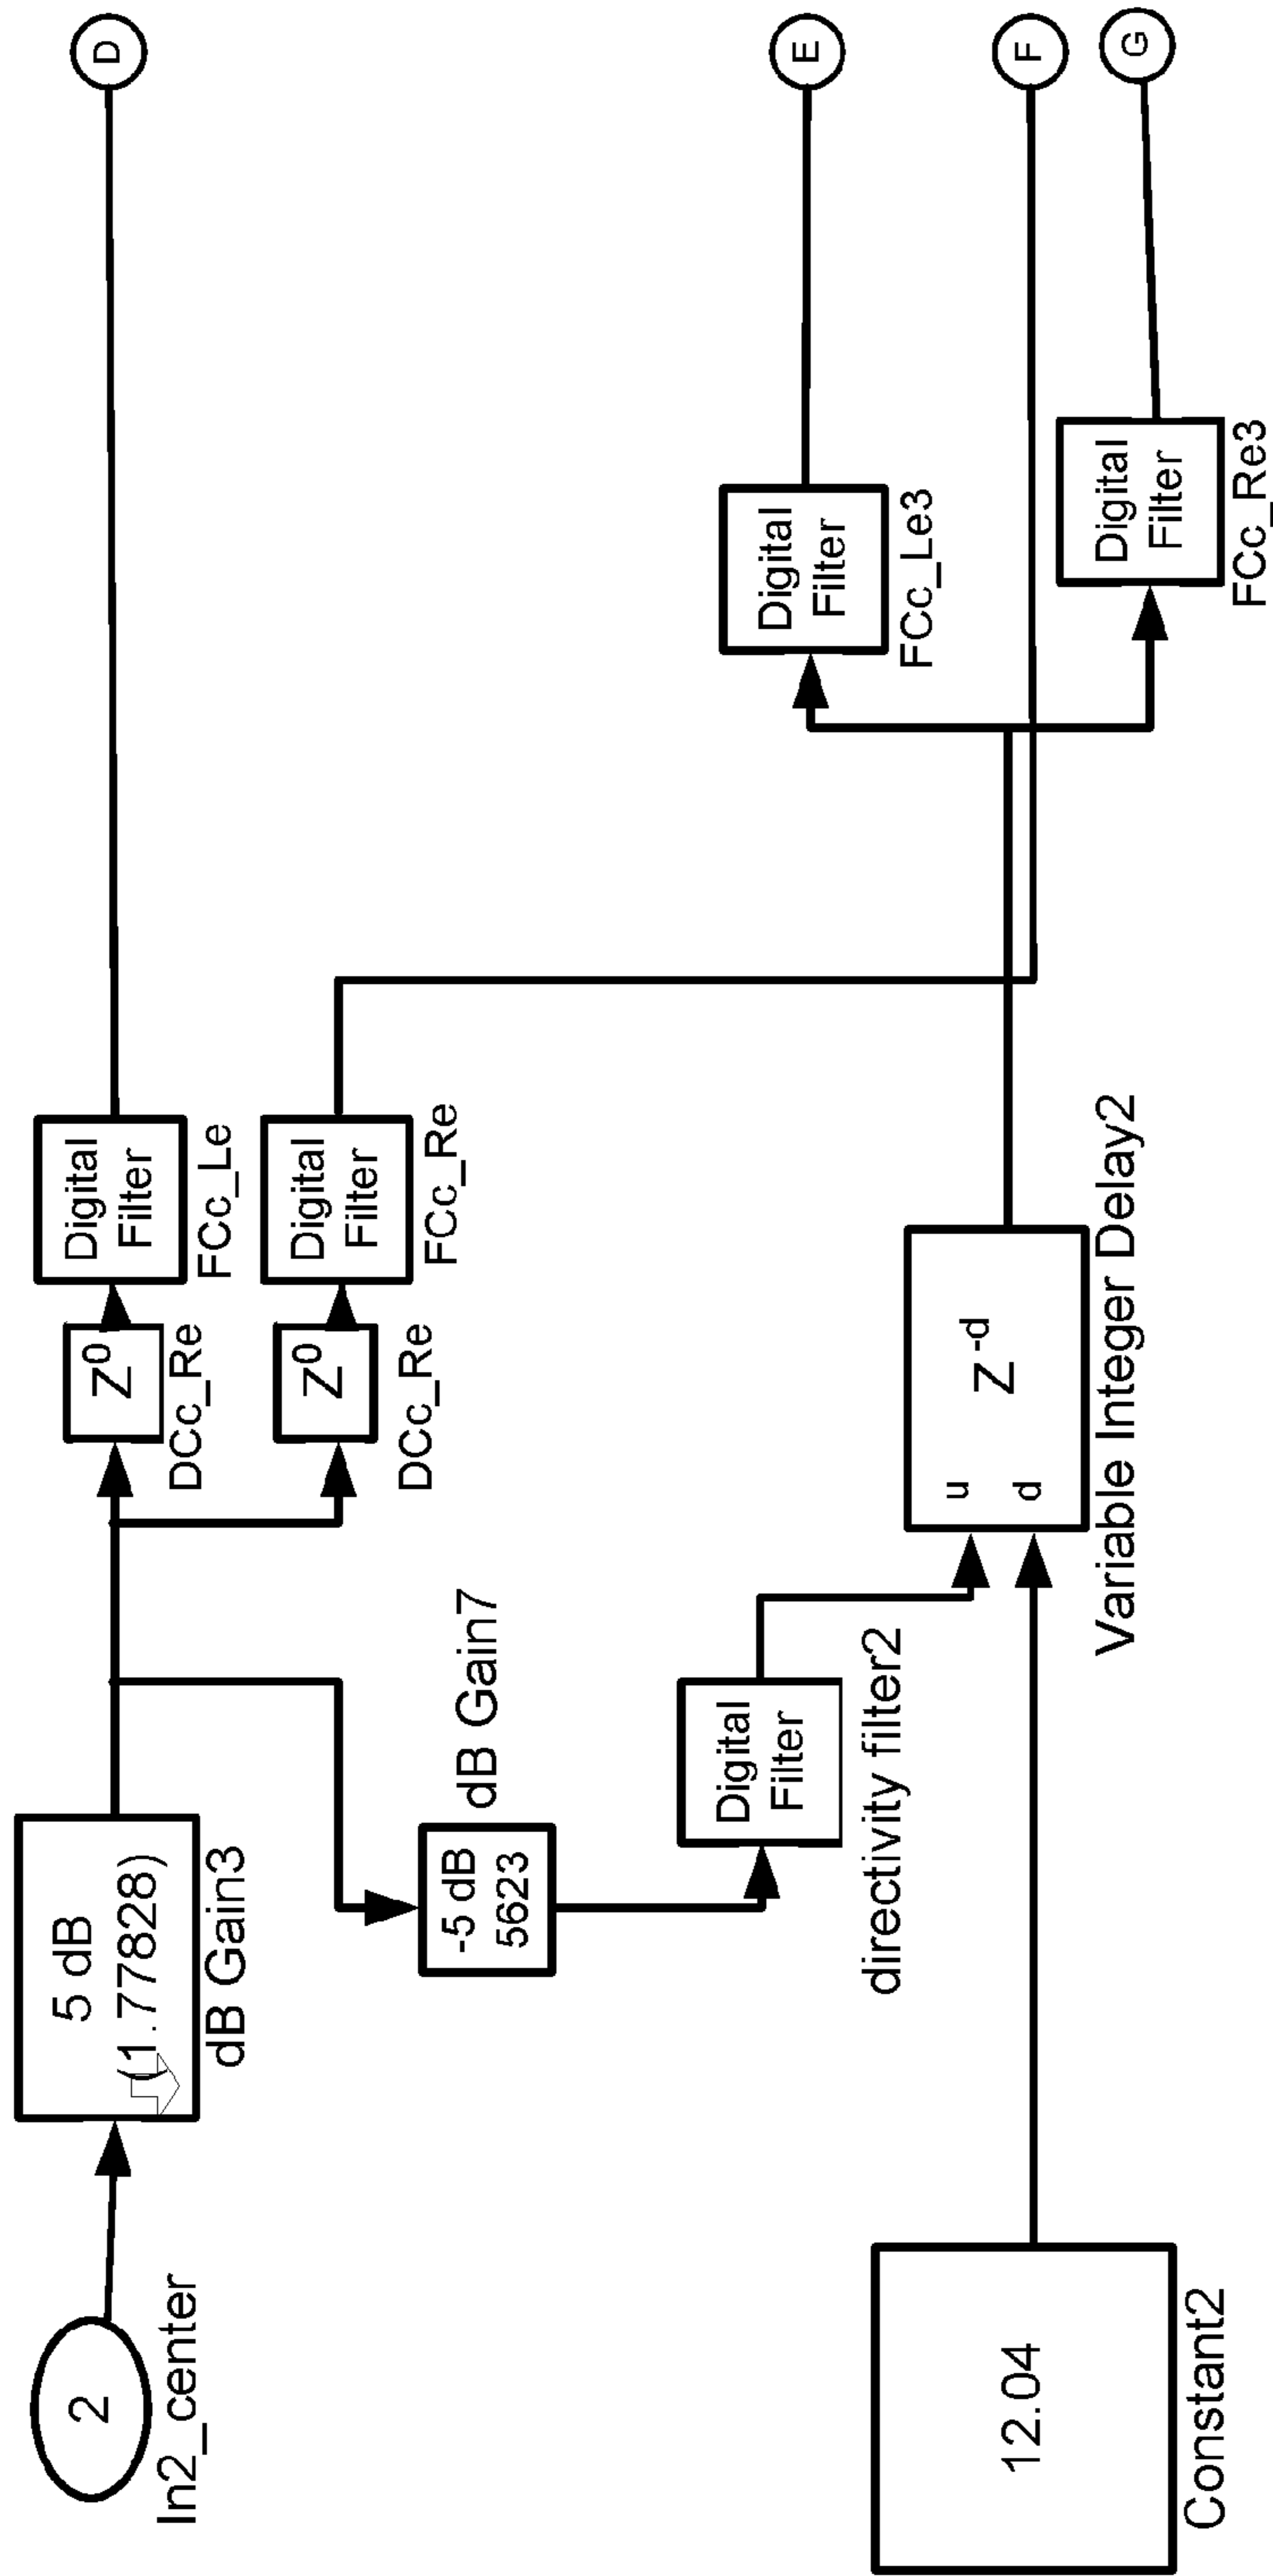 2
In2_center
5 dB
(1.77828)
dB Gain3
Z0
DCc_Re
Digital
Filter
FCc_Le
D
Z0
DCc_Re
Digital
Filter
FCc_Re
-5 dB
5623
dB Gain7
Digital
Filter
directivity filter2
12.04
Constant2
u
d
Z-d
Variable Integer Delay2
Digital
Filter
FCc_Le3
E
F
Digital
Filter
FCc_Re3
G